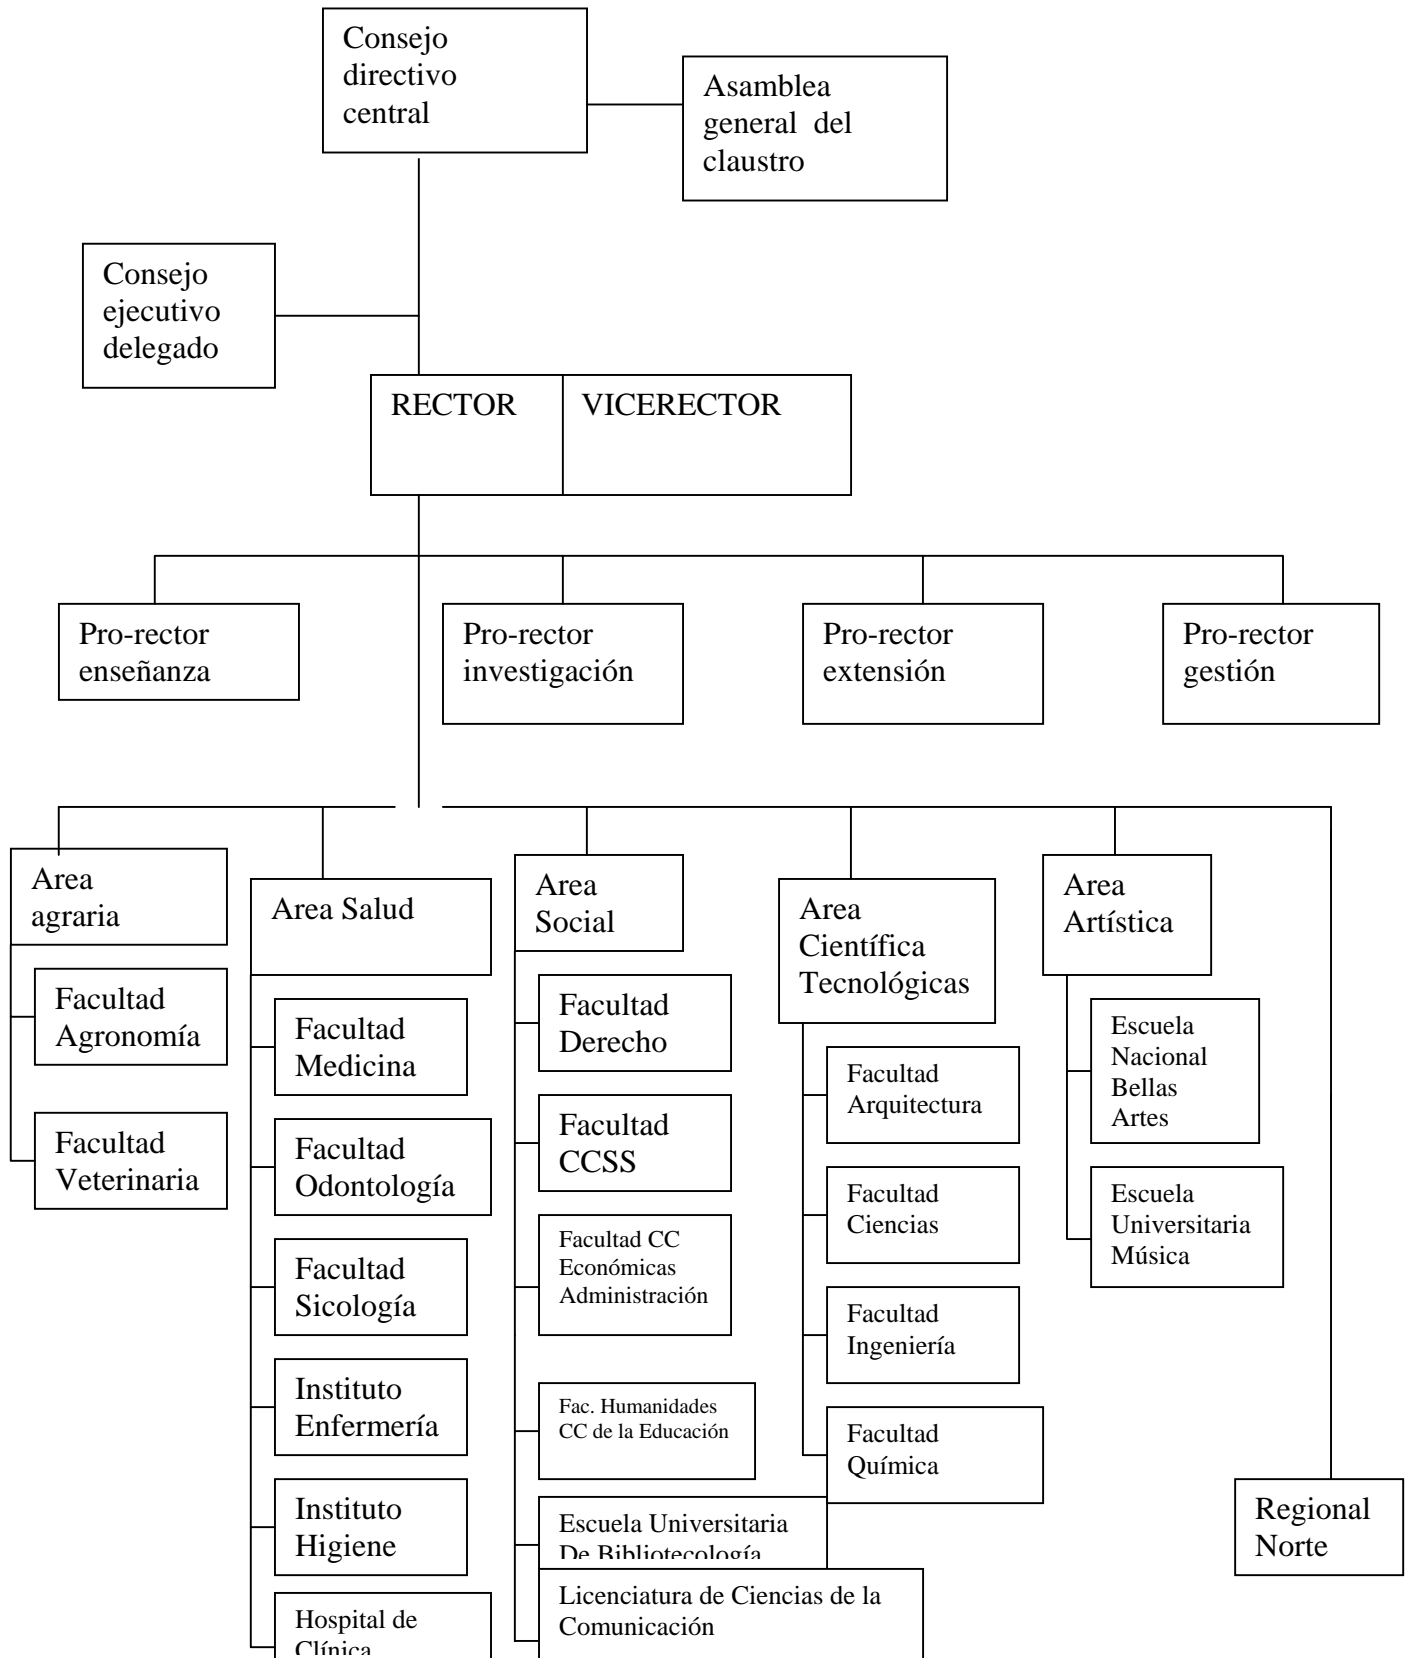 Consejo
directivo
central
Asamblea
general  del
claustro
Consejo
ejecutivo
delegado
RECTOR
VICERECTOR
Pro-rector
enseñanza
Pro-rector
investigación
Pro-rector
extensión
Pro-rector
gestión
Area
agraria
Facultad
Agronomía
Facultad
Veterinaria
Area Salud
Facultad
Medicina
Facultad
Odontología
Facultad
Sicología
Instituto
Enfermería
Instituto
Higiene
Hospital de
Clínica
Area
Social
Facultad
Derecho
Facultad
CCSS
Facultad CC
Económicas
Administración
Fac. Humanidades
CC de la Educación
Escuela Universitaria
De Bibliotecología
Licenciatura de Ciencias de la
Comunicación
Area
Científica
Tecnológicas
Facultad
Arquitectura
Facultad
Ciencias
Facultad
Ingeniería
Facultad
Química
Area
Artística
Escuela
Nacional
Bellas
Artes
Escuela
Universitaria
Música
Regional
Norte